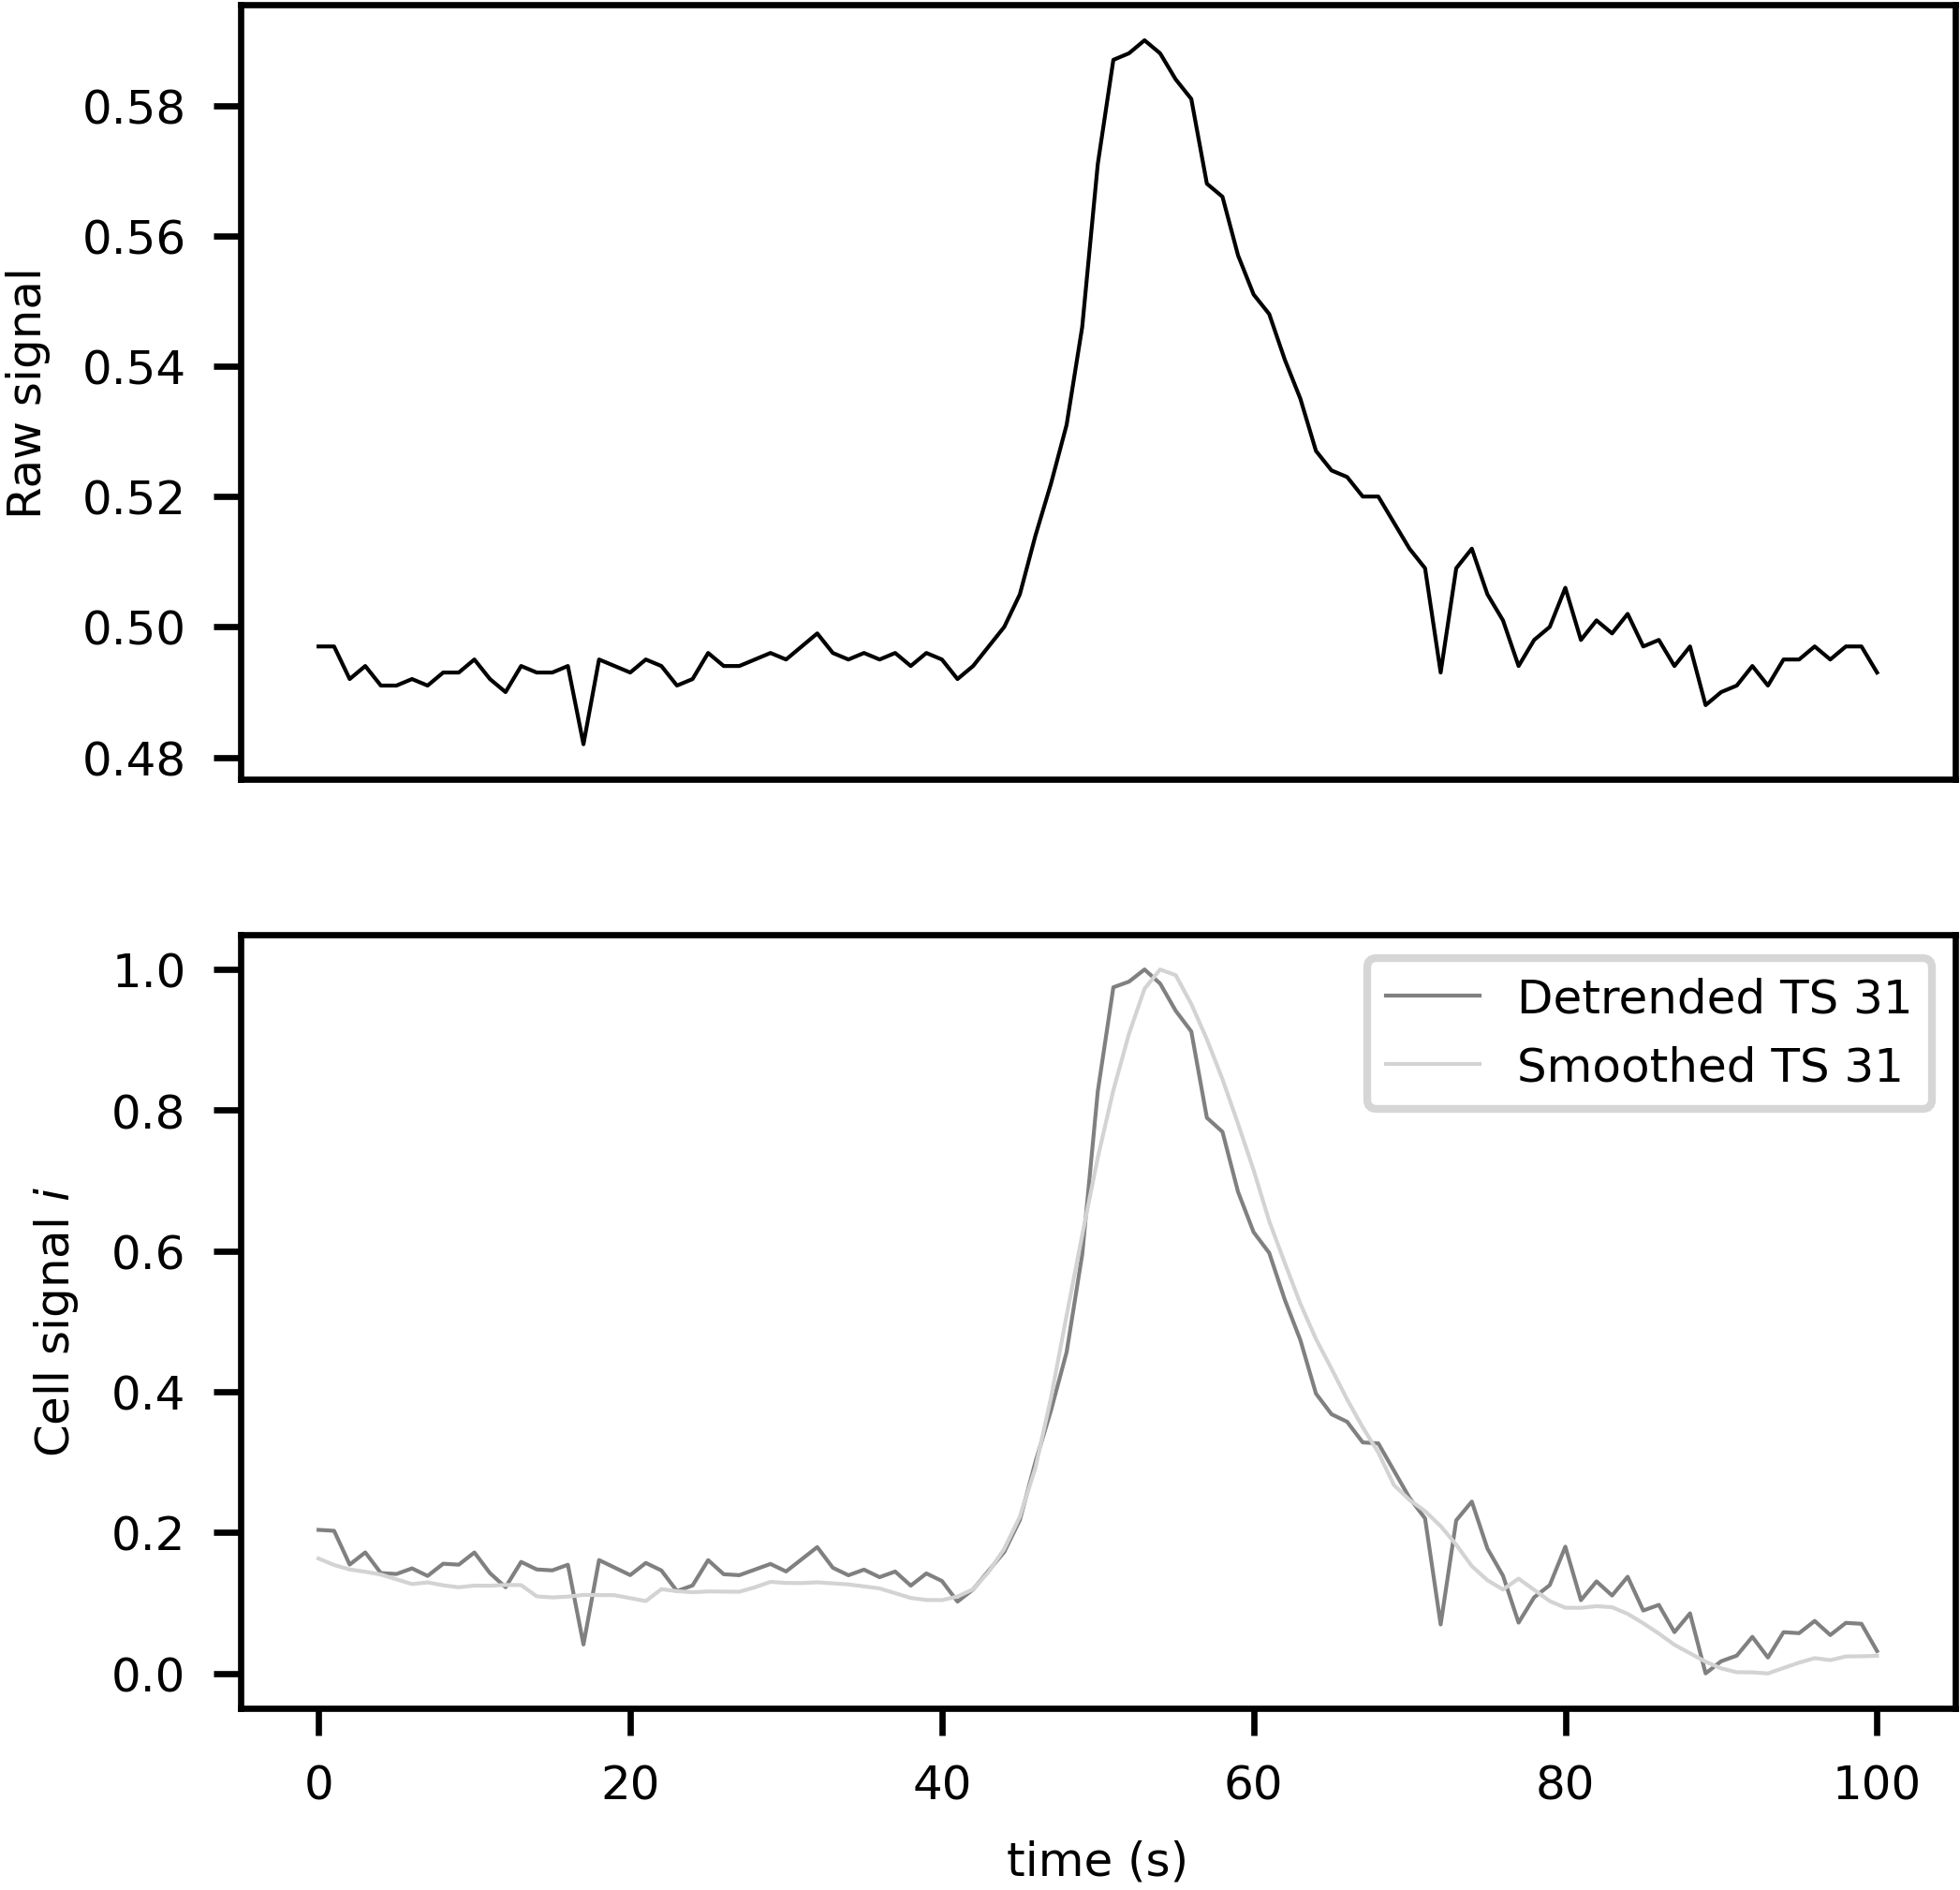 Raw signal
0.58
0.56
0.54
0.52
0.50
0.48
Cell signal i
1.0
0.8
0.6
0.4
0.2
0.0
Detrended TS 31
Smoothed TS 31
0 20 40 60 80 100
time (s)